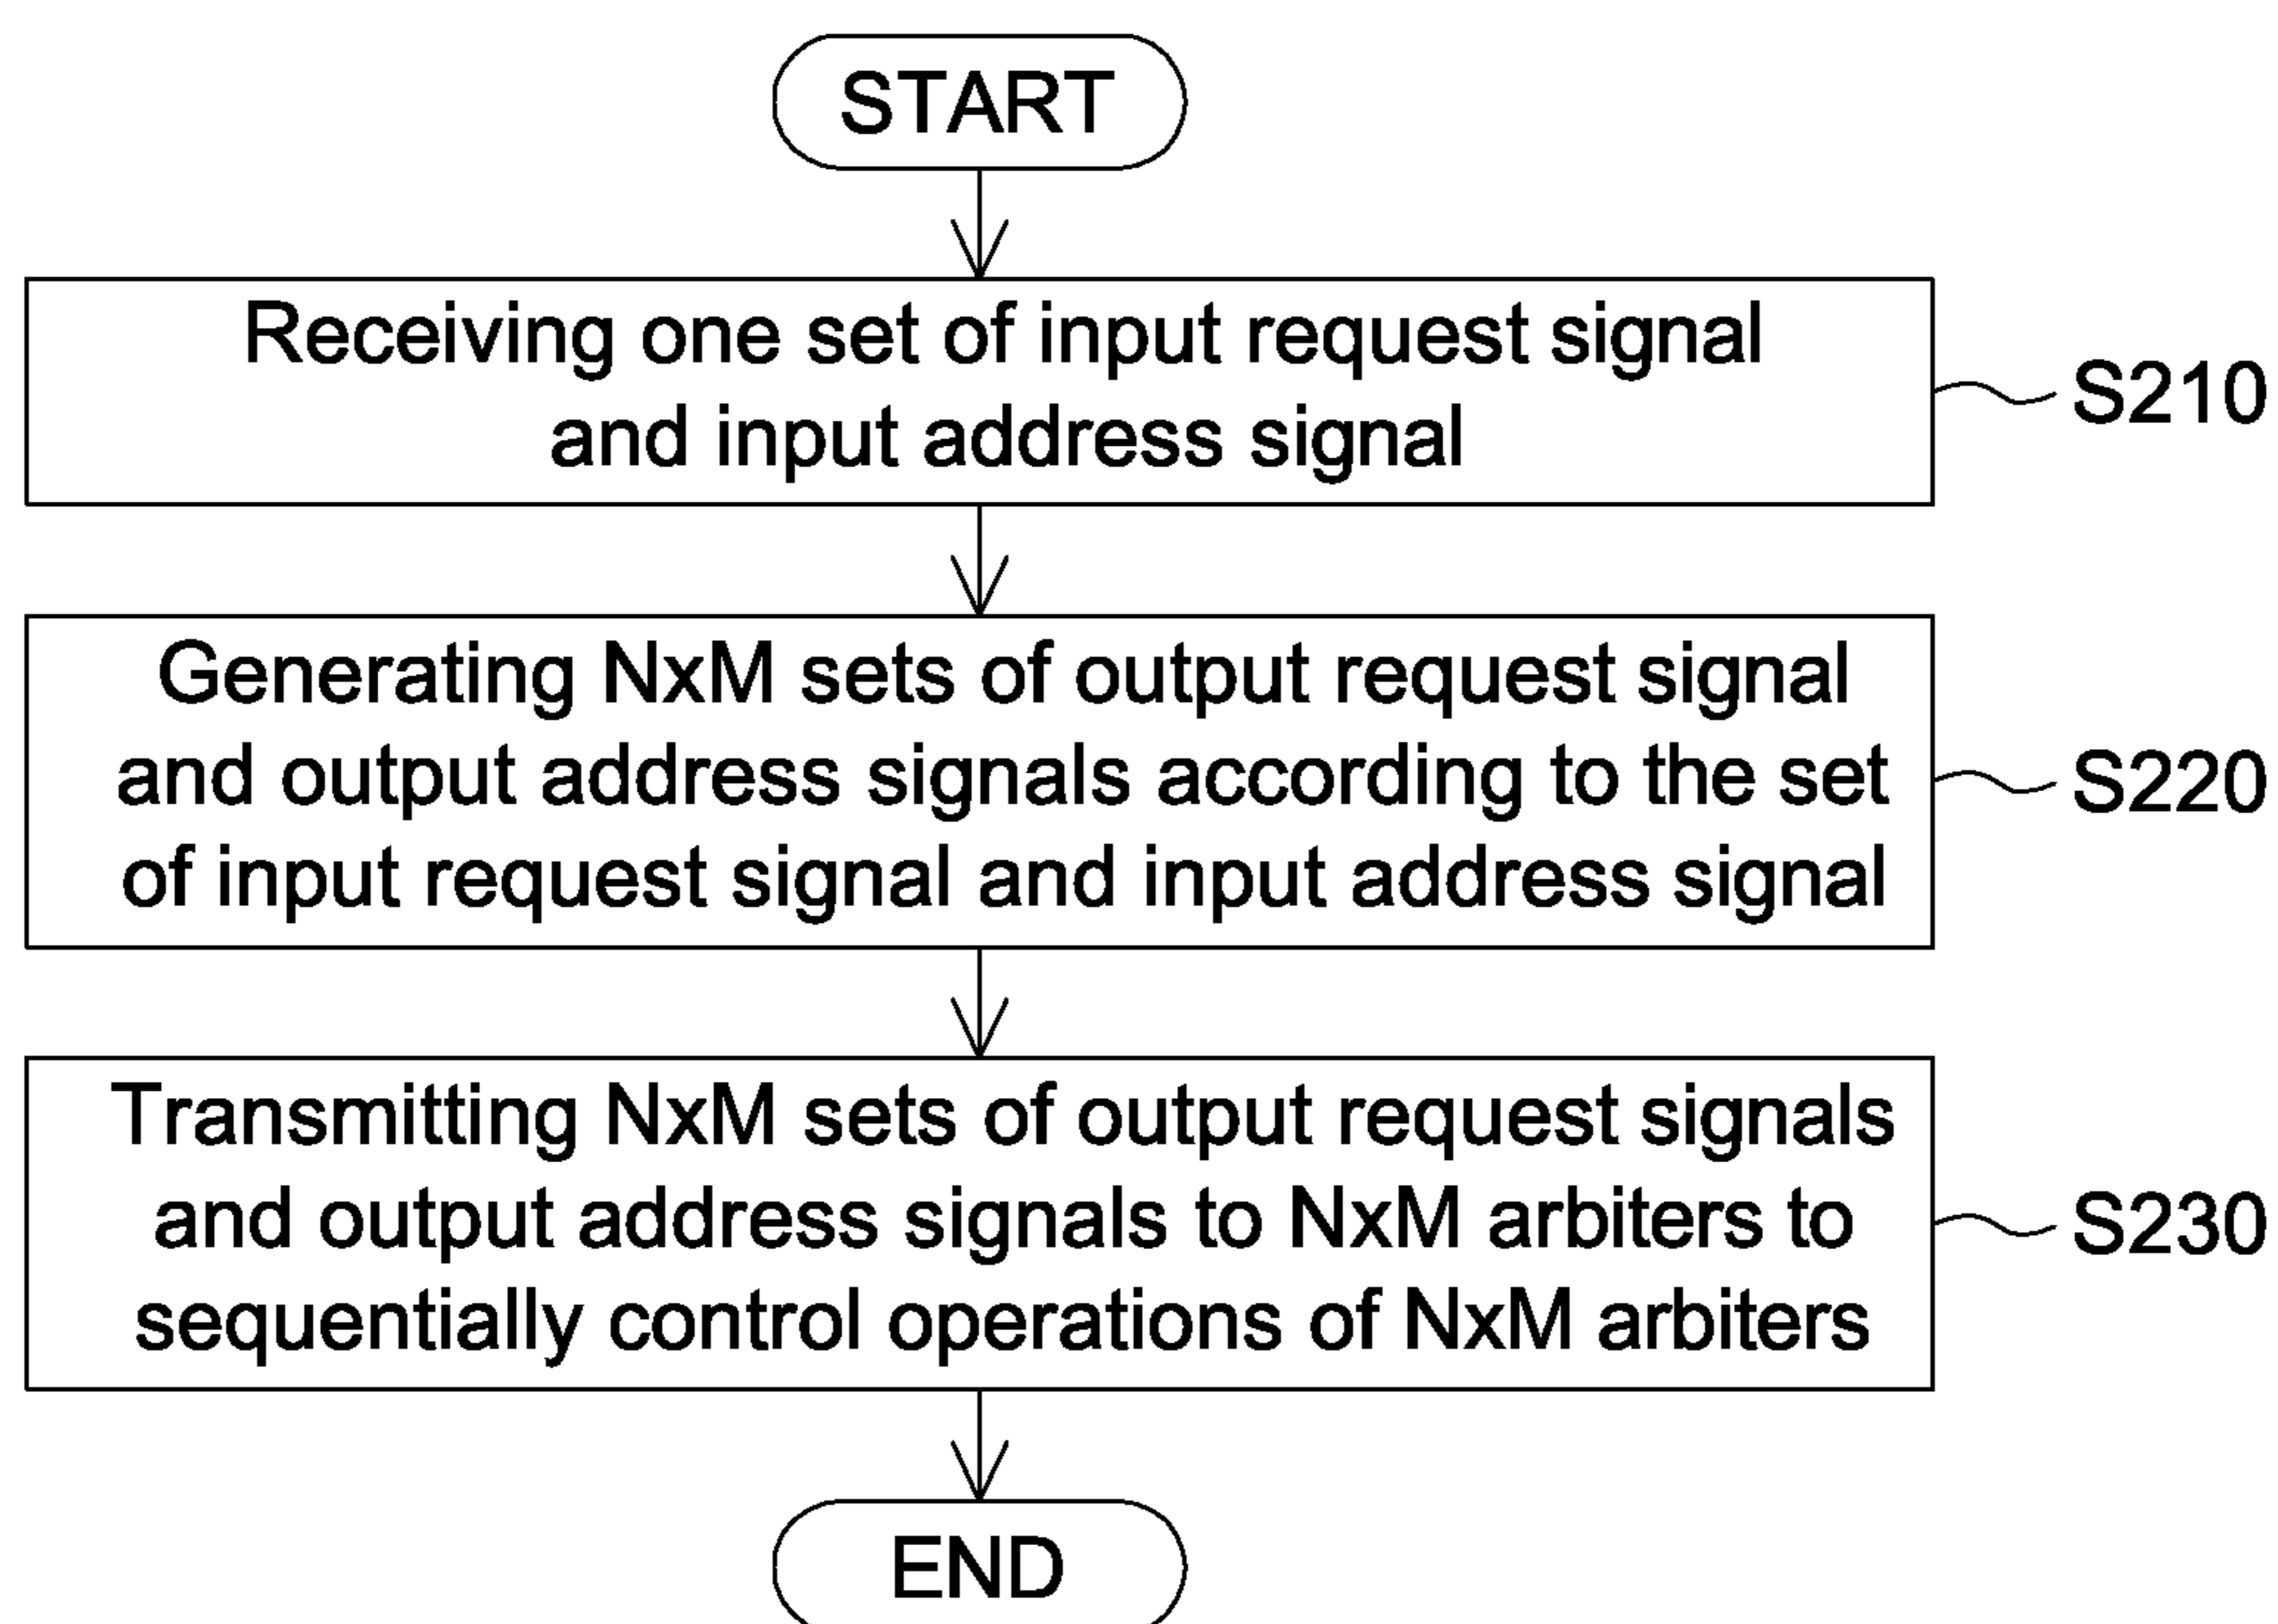 START
Receiving one set of input request signal
and input address signal
S210
Generating NxM sets of output request signal
and output address signals according to the set
of input request signal and input address signal
S220
Transmitting NxM sets of output request signals
and output address signals to NxM arbiters to
sequentially control operations of NxM arbiters
S230
END